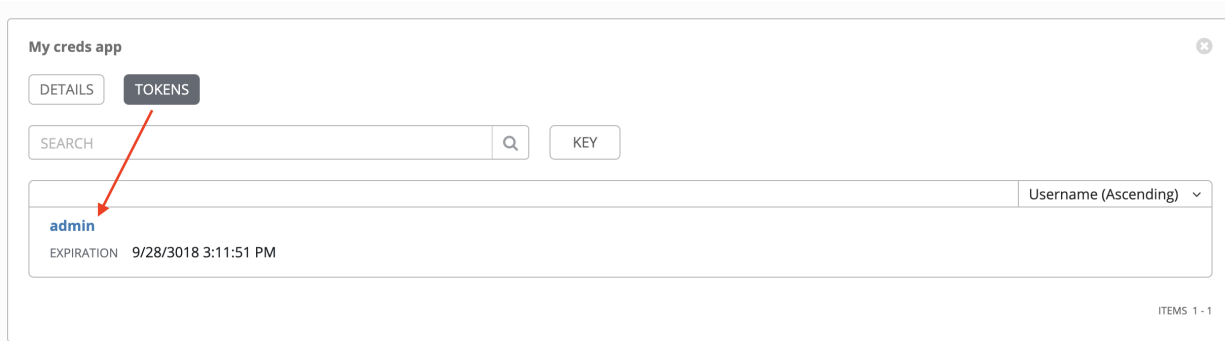 My creds app
DETAILS TOKENS
SEARCH KEY
Username (Ascending)
admin
EXPIRATION 9/28/3018 3:11:51 PM
ITEMS 1 - 1